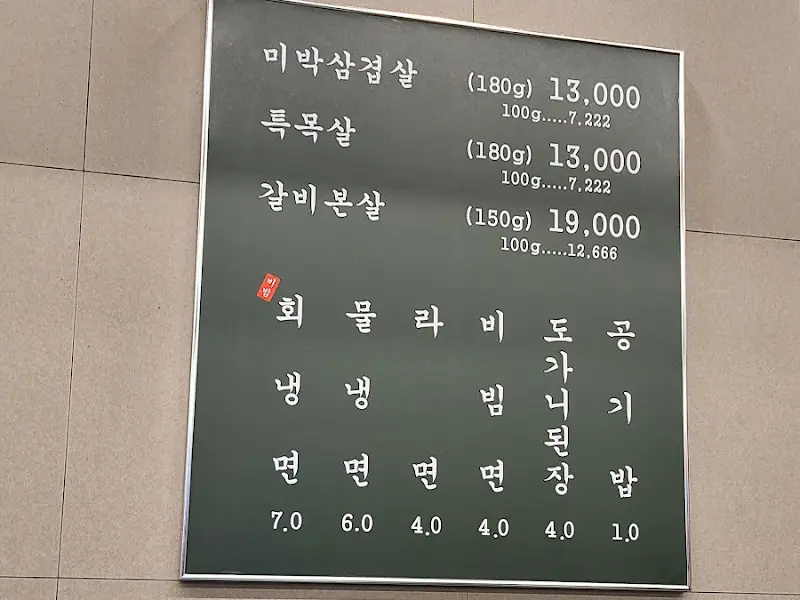 미박삼겹살 (180g) 13,000
100g.....7,222
특목살 (180g) 13,000
100g.....7,222
갈비본살 (150g) 19,000
100g.....12,666
비빔
회냉면 7.0
물냉면 6.0
라면 4.0
비빔면 4.0
도가니된장 4.0
공기밥 1.0